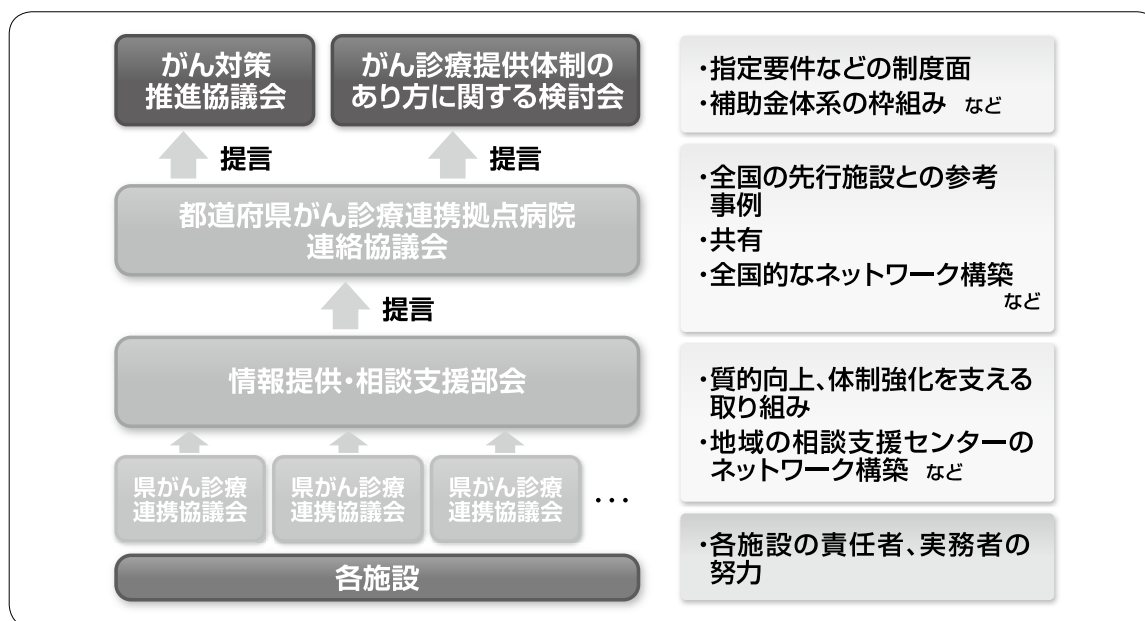 がん対策
推進協議会
がん診療提供体制の
あり方に関する検討会
・指定要件などの制度面
・補助金体系の枠組み など
提言
提言
都道府県がん診療連携拠点病院
連絡協議会
・全国の先行施設との参考
事例
・共有
・全国的なネットワーク構築
など
提言
情報提供・相談支援部会
・質的向上、体制強化を支える
取り組み
・地域の相談支援センターの
ネットワーク構築 など
県がん診療
連携協議会
県がん診療
連携協議会
県がん診療
連携協議会
…
各施設
・各施設の責任者、実務者の
努力